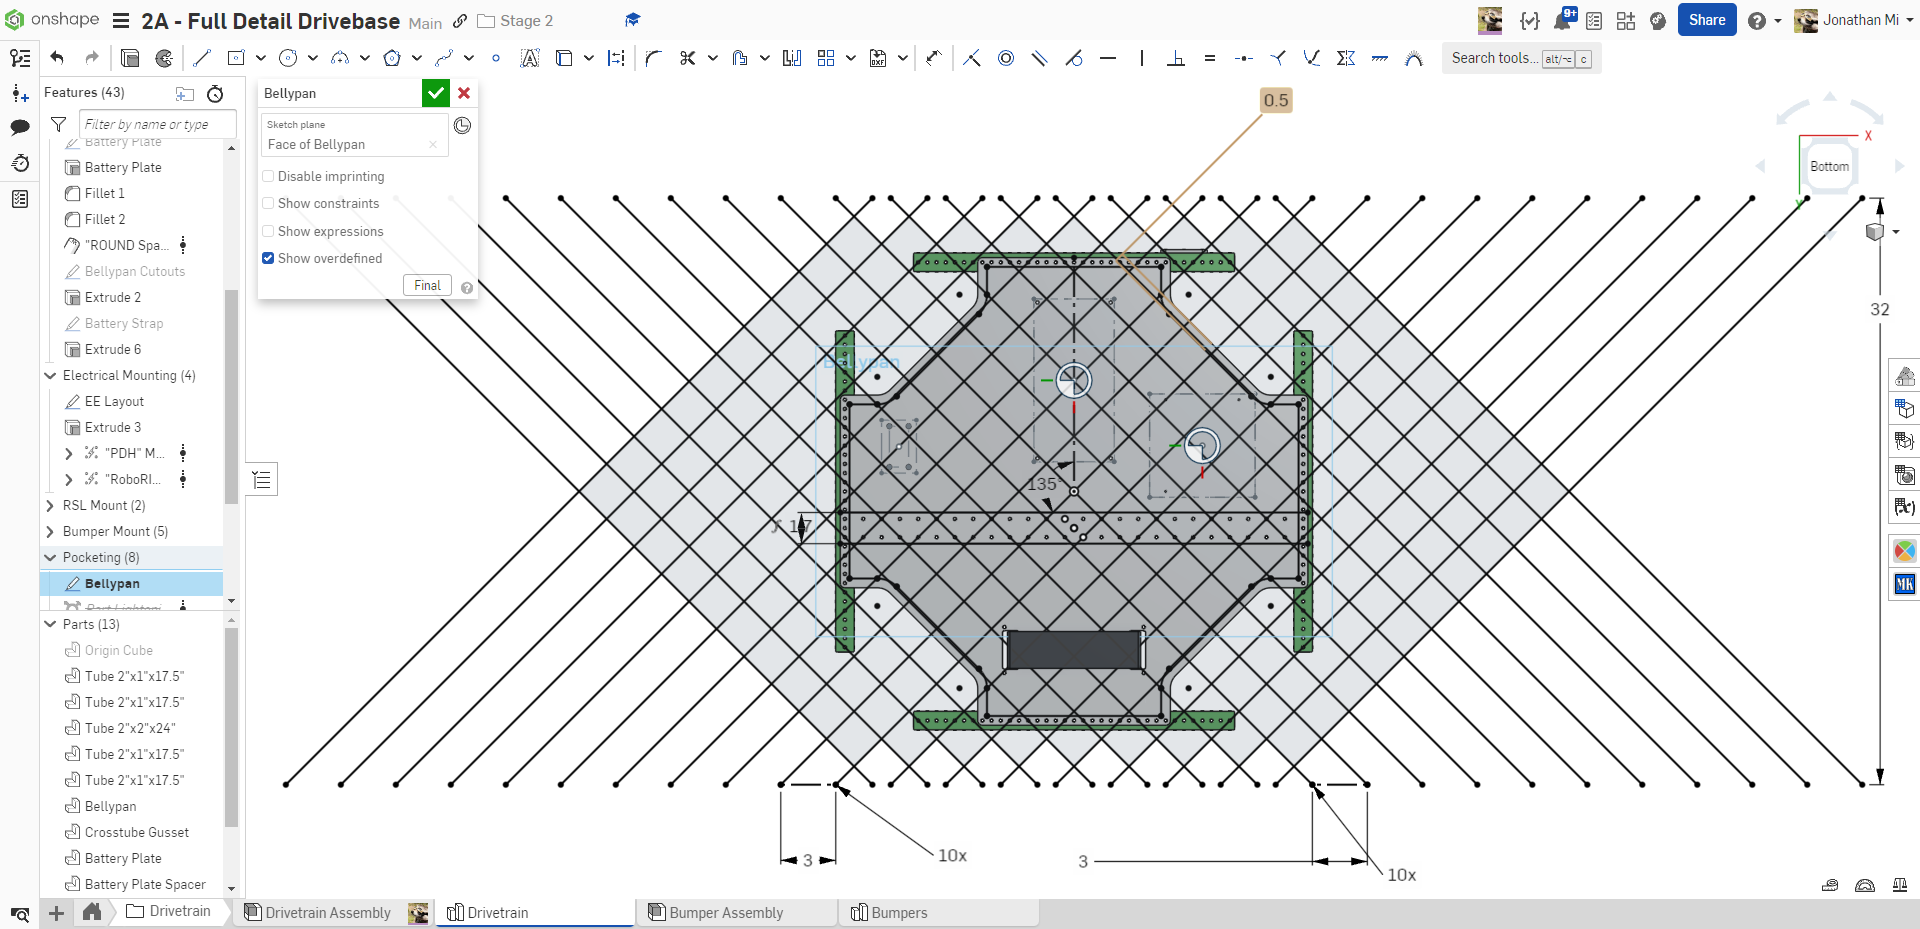 onshape
2A - Full Detail Drivebase Main Stage 2
9+
Share
Jonathan Mi
Search tools... alt/⌥ c
Features (43)
Filter by name or type
Battery Plate
Battery Plate
Fillet 1
Fillet 2
"ROUND Spa...
Bellypan Cutouts
Extrude 2
Battery Strap
Extrude 6
Electrical Mounting (4)
EE Layout
Extrude 3
"PDH" M...
"RoboRI...
RSL Mount (2)
Bumper Mount (5)
Pocketing (8)
Bellypan
Part Lighteni
Parts (13)
Origin Cube
Tube 2"x1"x17.5"
Tube 2"x1"x17.5"
Tube 2"x2"x24"
Tube 2"x1"x17.5"
Tube 2"x1"x17.5"
Bellypan
Crosstube Gusset
Battery Plate
Battery Plate Spacer
Bellypan
Sketch plane
Face of Bellypan
Disable imprinting
Show constraints
Show expressions
Show overdefined
Final
0.5
X
Bottom
Y
32
Bellypan
135°
17
3
10x
3
10x
MK
Drivetrain
Drivetrain Assembly
Drivetrain
Bumper Assembly
Bumpers